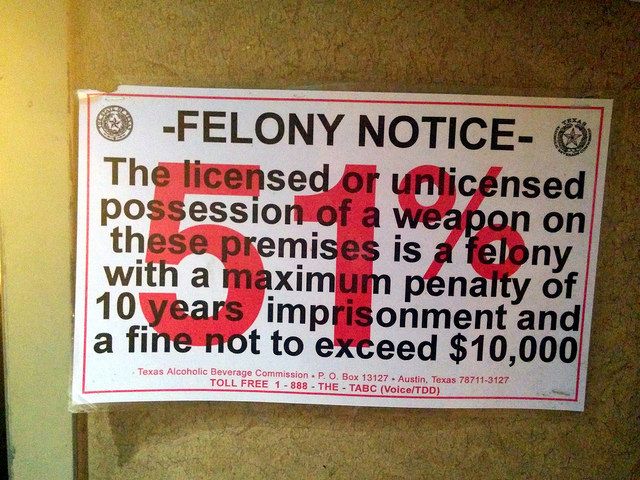 -FELONY NOTICE-
51%
The licensed or unlicensed
possession of a weapon on
these premises is a felony
with a maximum penalty of
10 years imprisonment and
a fine not to exceed $10,000
Texas Alcoholic Beverage Commission • P. O. Box 13127 • Austin, Texas 78711-3127
TOLL FREE 1 - 888 - THE - TABC (Voice/TDD)
TEXAS